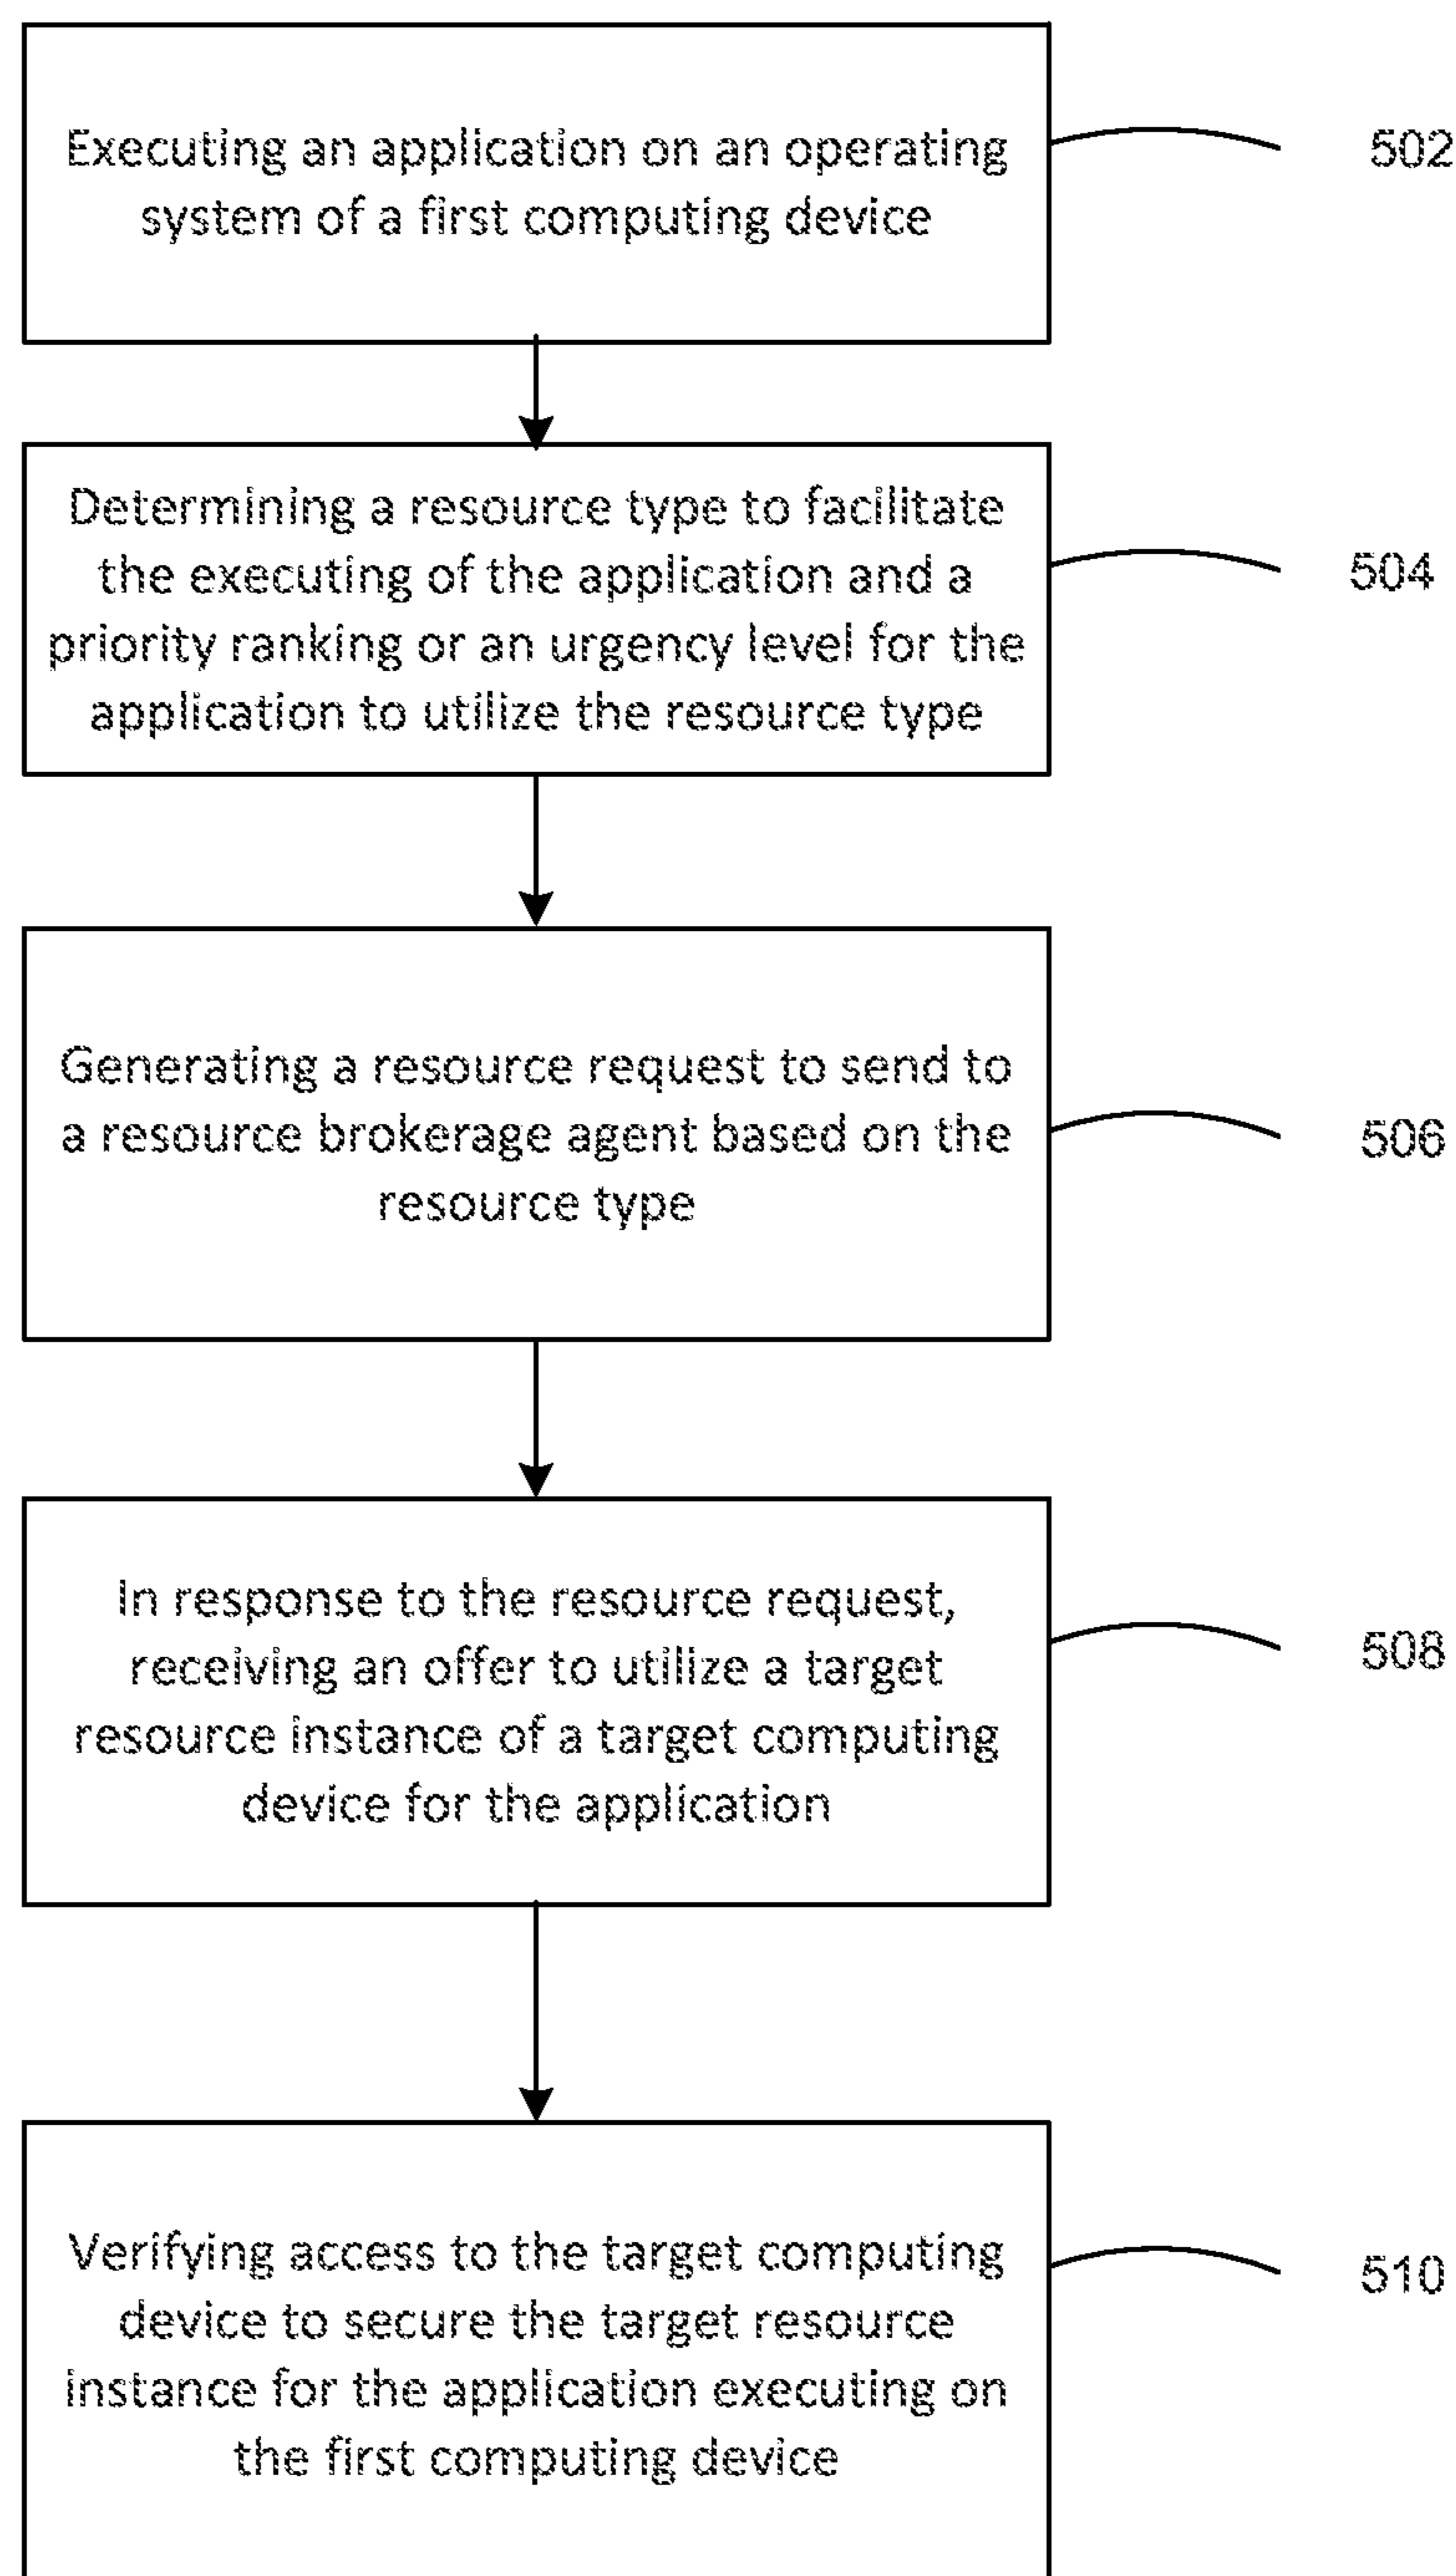 Executing an application on an operating
system of a first computing device
502
Determining a resource type to facilitate
the executing of the application and a
priority ranking or an urgency level for the
application to utilize the resource type
504
Generating a resource request to send to
a resource brokerage agent based on the
resource type
506
In response to the resource request,
receiving an offer to utilize a target
resource instance of a target computing
device for the application
508
Verifying access to the target computing
device to secure the target resource
instance for the application executing on
the first computing device
510